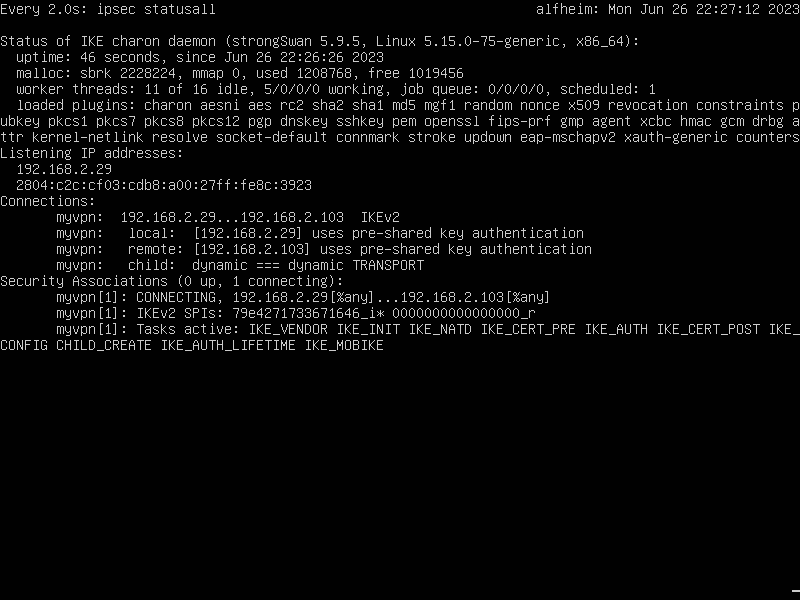 Every 2.0s: ipsec statusall alfheim: Mon Jun 26 22:27:12 2023
Status of IKE charon daemon (strongSwan 5.9.5, Linux 5.15.0-75-generic, x86_64):
uptime: 46 seconds, since Jun 26 22:26:26 2023
malloc: sbrk 2228224, mmap 0, used 1208768, free 1019456
worker threads: 11 of 16 idle, 5/0/0/0 working, job queue: 0/0/0/0, scheduled: 1
loaded plugins: charon aesni aes rc2 sha2 sha1 md5 mgf1 random nonce x509 revocation constraints p
ubkey pkcs1 pkcs7 pkcs8 pkcs12 pgp dnskey sshkey pem openssl fips-prf gmp agent xcbc hmac gcm drbg a
ttr kernel-netlink resolve socket-default connmark stroke updown eap-mschapv2 xauth-generic counters
Listening IP addresses:
192.168.2.29
2804:c2c:cf03:cdb8:a00:27ff:fe8c:3923
Connections:
myvpn: 192.168.2.29...192.168.2.103 IKEv2
myvpn: local: [192.168.2.29] uses pre-shared key authentication
myvpn: remote: [192.168.2.103] uses pre-shared key authentication
myvpn: child: dynamic === dynamic TRANSPORT
Security Associations (0 up, 1 connecting):
myvpn[1]: CONNECTING, 192.168.2.29[%any]...192.168.2.103[%any]
myvpn[1]: IKEv2 SPIs: 79e4271733671646_i* 0000000000000000_r
myvpn[1]: Tasks active: IKE_VENDOR IKE_INIT IKE_NATD IKE_CERT_PRE IKE_AUTH IKE_CERT_POST IKE_
CONFIG CHILD_CREATE IKE_AUTH_LIFETIME IKE_MOBIKE